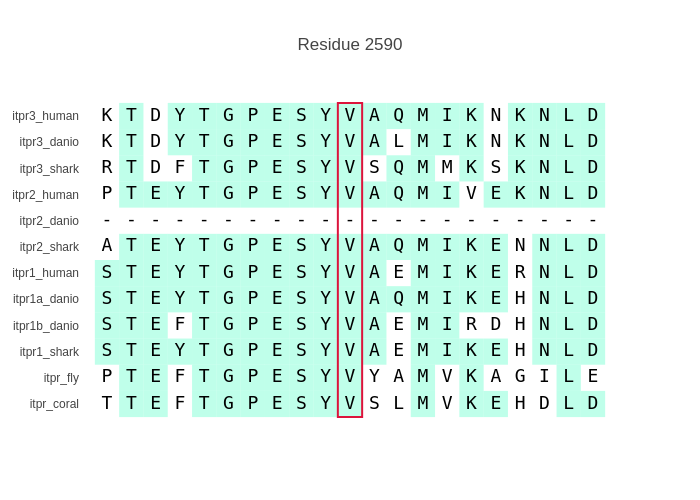 Residue 2590
itpr3_human K T D Y T G P E S Y V A Q M I K N K N L D
itpr3_danio K T D Y T G P E S Y V A L M I K N K N L D
itpr3_shark R T D F T G P E S Y V S Q M M K S K N L D
itpr2_human P T E Y T G P E S Y V A Q M I V E K N L D
itpr2_danio - - - - - - - - - - - - - - - - - - - - -
itpr2_shark A T E Y T G P E S Y V A Q M I K E N N L D
itpr1_human S T E Y T G P E S Y V A E M I K E R N L D
itpr1a_danio S T E Y T G P E S Y V A Q M I K E H N L D
itpr1b_danio S T E F T G P E S Y V A E M I R D H N L D
itpr1_shark S T E Y T G P E S Y V A E M I K E H N L D
itpr_fly P T E F T G P E S Y V Y A M V K A G I L E
itpr_coral T T E F T G P E S Y V S L M V K E H D L D